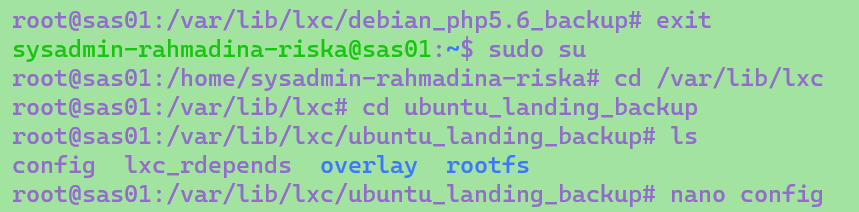 root@sas01:/var/lib/lxc/debian_php5.6_backup# exit
sysadmin-rahmadina-riska@sas01:~$ sudo su
root@sas01:/home/sysadmin-rahmadina-riska# cd /var/lib/lxc
root@sas01:/var/lib/lxc# cd ubuntu_landing_backup
root@sas01:/var/lib/lxc/ubuntu_landing_backup# ls
config  lxc_rdepends  overlay  rootfs
root@sas01:/var/lib/lxc/ubuntu_landing_backup# nano config